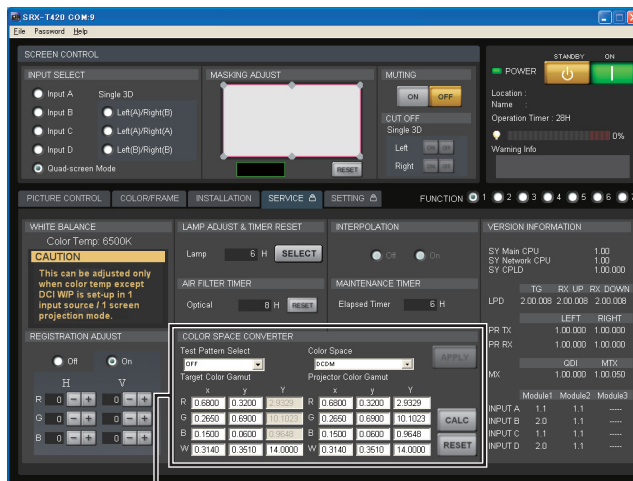 SRX-T420 COM:9
File Password Help
SCREEN CONTROL
INPUT SELECT
Input A Single 3D
Input B Left(A)/Right(B)
Input C Left(A)/Right(A)
Input D Left(B)/Right(B)
Quad-screen Mode
MASKING ADJUST
RESET
MUTING
ON OFF
CUT OFF
Single 3D
Left
Right
STANDBY ON
POWER
Location :
Name :
Operation Timer : 28H
0%
Warning Info
PICTURE CONTROL COLOR/FRAME INSTALLATION SERVICE SETTING FUNCTION 1 2 3 4 5 6
WHITE BALANCE
Color Temp: 6500K
CAUTION
This can be adjusted only
when color temp except
DCI W/P is set-up in 1
input source / 1 screen
projection mode.
REGISTRATION ADJUST
Off On
H V
R 0 - + 0 - +
G 0 - + 0 - +
B 0 - + 0 - +
LAMP ADJUST & TIMER RESET
Lamp 6 H SELECT
AIR FILTER TIMER
Optical 8 H RESET
INTERPOLATION
Off On
MAINTENANCE TIMER
Elapsed Timer 6 H
COLOR SPACE CONVERTER
Test Pattern Select Color Space
OFF DCDM APPLY
Target Color Gamut Projector Color Gamut
x y Y x y Y
R 0.6800 0.3200 2.9329 R 0.6800 0.3200 2.9329
G 0.2650 0.6900 10.1023 G 0.2650 0.6900 10.1023 CALC
B 0.1500 0.0600 0.9648 B 0.1500 0.0600 0.9648
W 0.3140 0.3510 14.0000 W 0.3140 0.3510 14.0000 RESET
VERSION INFORMATION
SY Main CPU 1.00
SY Network CPU 1.00
SY CPLD 1.00.000
TG RX UP RX DOWN
LPD 2.00.008 2.00.008 2.00.008
LEFT RIGHT
PR TX 1.00.000 1.00.000
PR RX 1.00.000 1.00.000
QDI MTX
MX 1.00.000 1.00.050
Module1 Module2 Module3
INPUT A 1.1 1.1 -----
INPUT B 2.0 1.1 -----
INPUT C 1.1 1.1 -----
INPUT D 2.0 1.1 -----